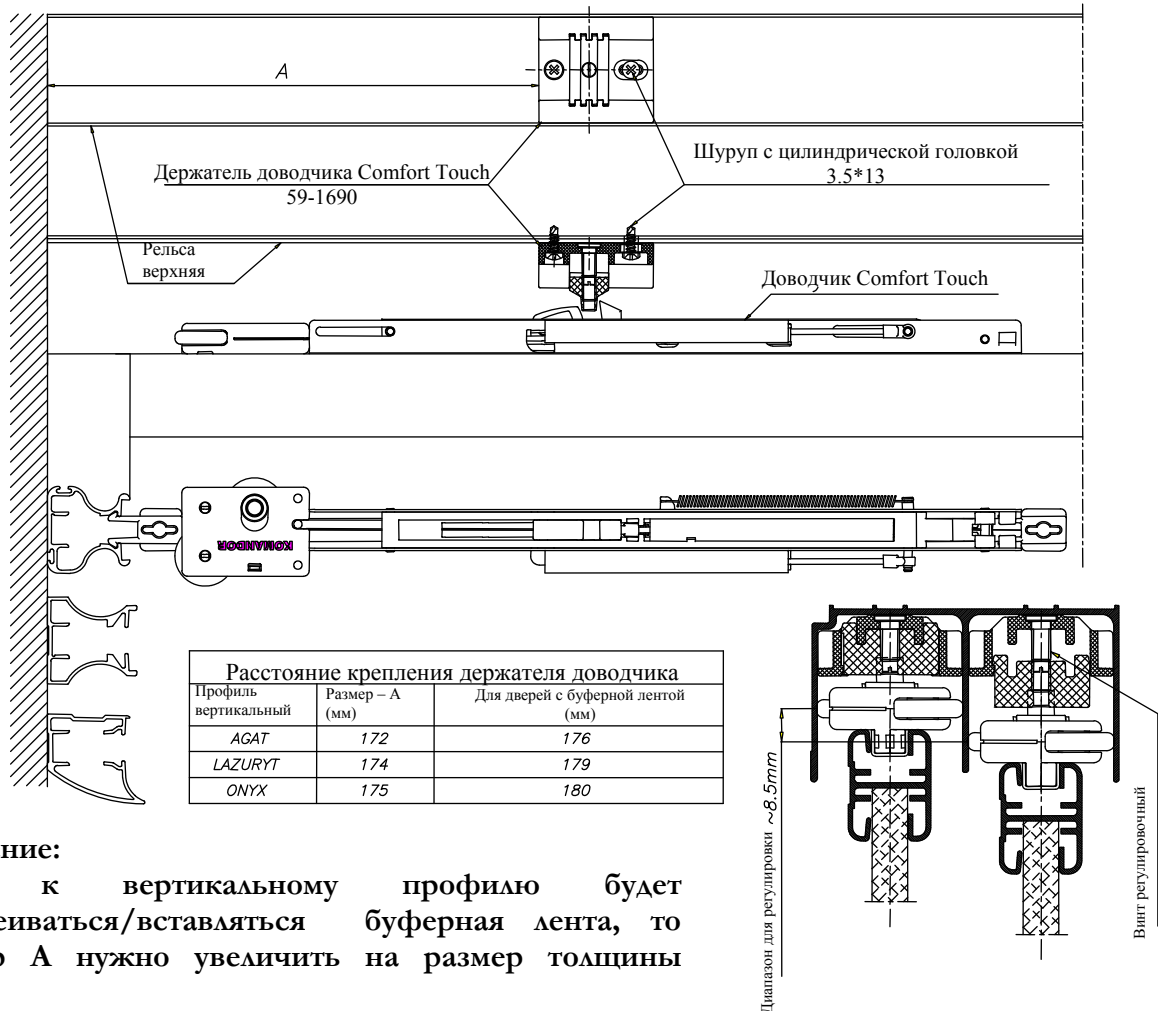 A
Держатель доводчика Comfort Touch
59-1690
Шуруп с цилиндрической головкой
3.5*13
Рельса
верхняя
Доводчик Comfort Touch
KOMANDOR
Расстояние крепления держателя доводчика
Профиль вертикальный Размер – А (мм) Для дверей с буферной лентой (мм)
AGAT 172 176
LAZURYT 174 179
ONYX 175 180
Диапазон для регулировки ~8.5mm
Винт регулировочный
ние:
к вертикальному профилю будет
еиваться/вставляться буферная лента, то
А нужно увеличить на размер толщины